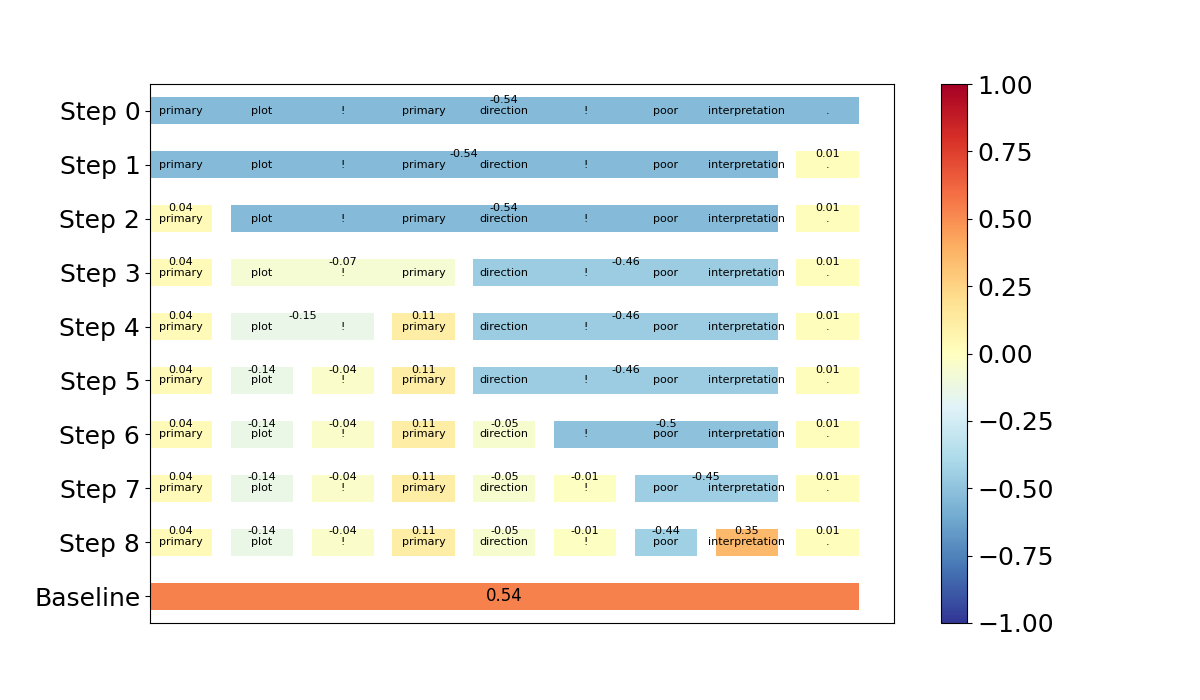 -0.54
Step 0 primary plot ! primary direction ! poor interpretation .
-0.54 0.01
Step 1 primary plot ! primary direction ! poor interpretation .
0.04 -0.54 0.01
Step 2 primary plot ! primary direction ! poor interpretation .
0.04 -0.07 -0.46 0.01
Step 3 primary plot ! primary direction ! poor interpretation .
0.04 -0.15 0.11 -0.46 0.01
Step 4 primary plot ! primary direction ! poor interpretation .
0.04 -0.14 -0.04 0.11 -0.46 0.01
Step 5 primary plot ! primary direction ! poor interpretation .
0.04 -0.14 -0.04 0.11 -0.05 -0.5 0.01
Step 6 primary plot ! primary direction ! poor interpretation .
0.04 -0.14 -0.04 0.11 -0.05 -0.01 -0.45 0.01
Step 7 primary plot ! primary direction ! poor interpretation .
0.04 -0.14 -0.04 0.11 -0.05 -0.01 -0.44 0.35 0.01
Step 8 primary plot ! primary direction ! poor interpretation .
Baseline 0.54
1.00
0.75
0.50
0.25
0.00
−0.25
−0.50
−0.75
−1.00